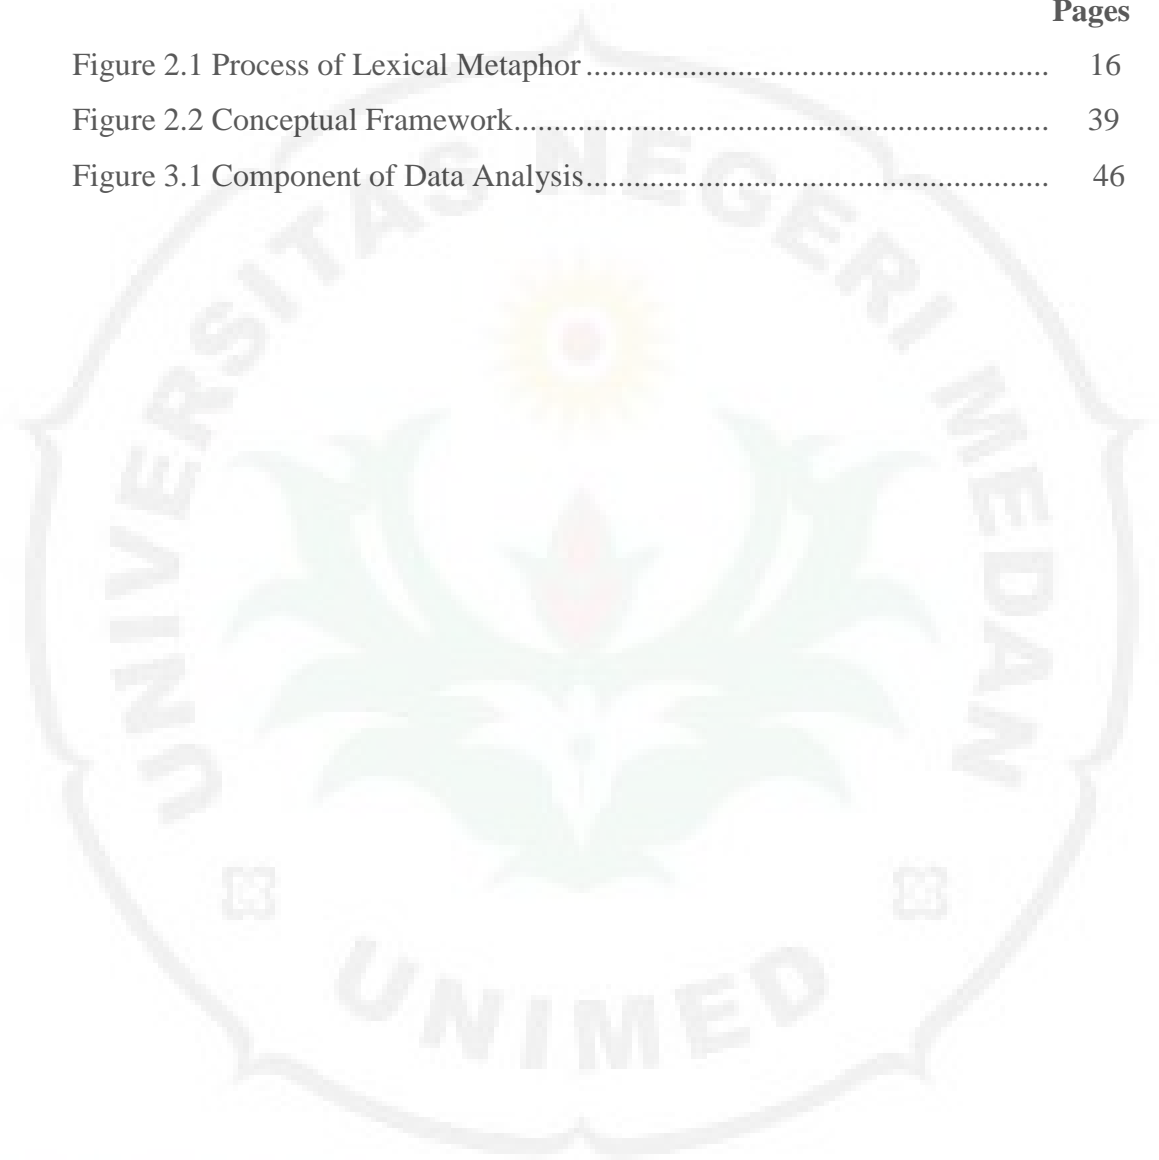 Pages
Figure 2.1 Process of Lexical Metaphor ................................................ 16
Figure 2.2 Conceptual Framework........................................................ 39
Figure 3.1 Component of Data Analysis................................................ 46
UNIVERSITAS NEGERI MEDAN
UNIMED